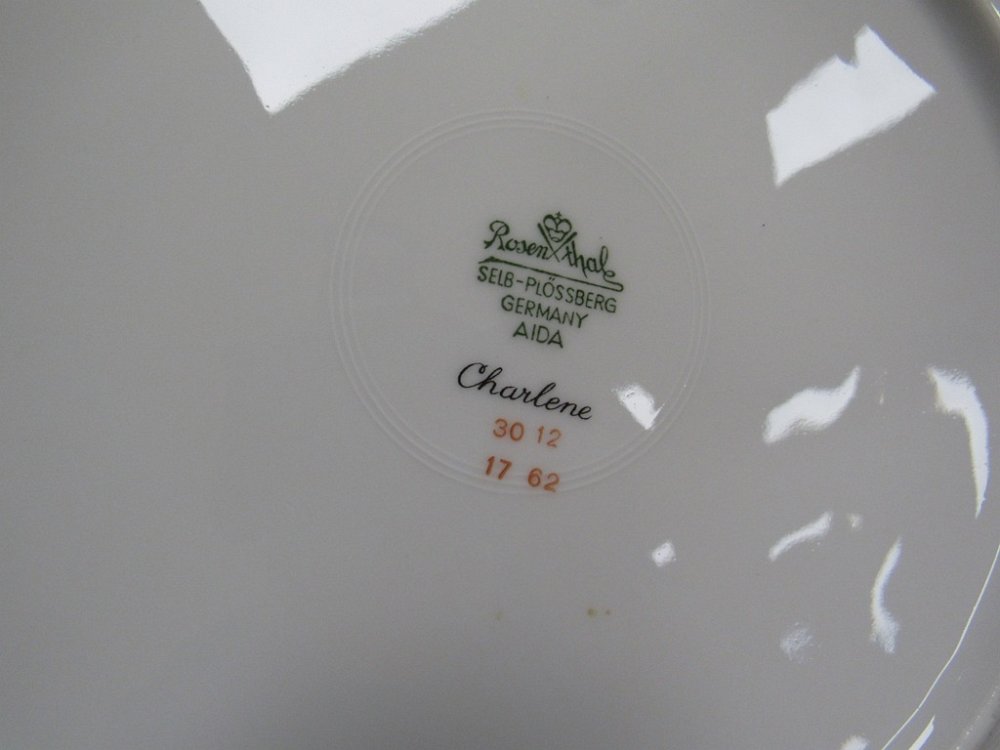 Rosenthal
SELB-PLÖSSBERG
GERMANY
AIDA
Charlene
30 12
17 62